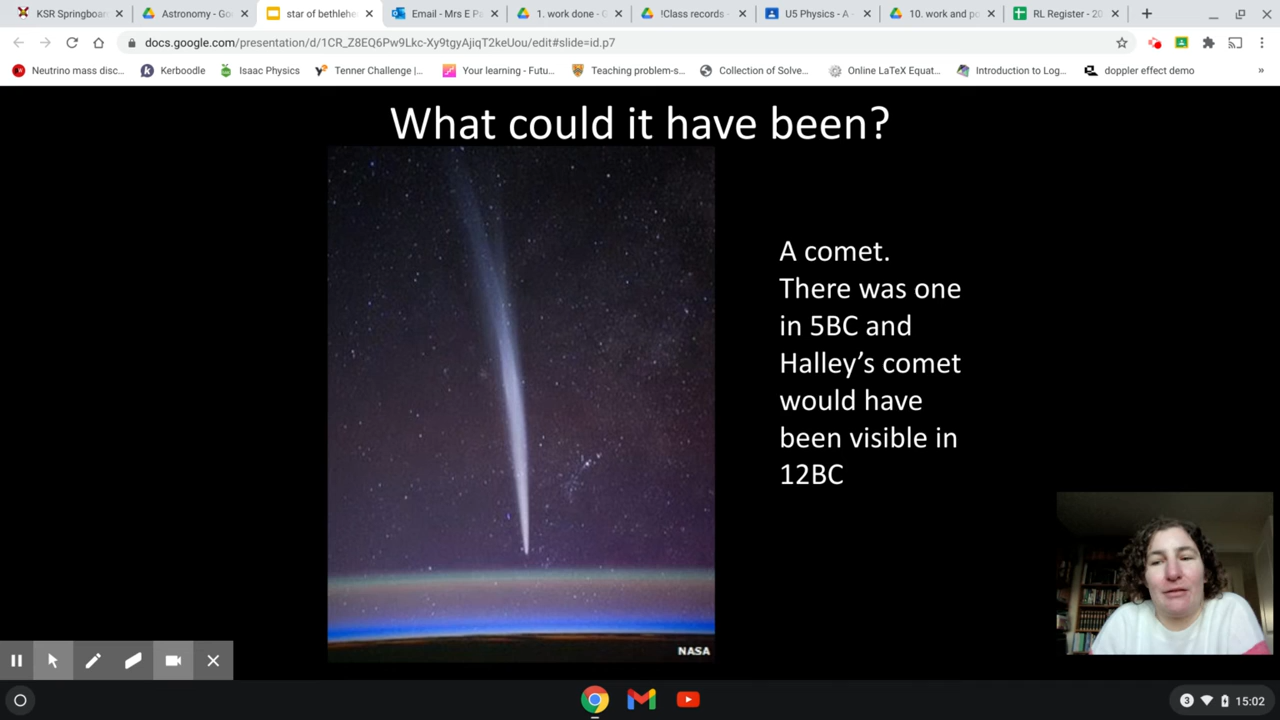 KSR Springboar
Astronomy - Go
star of bethlehe
Email - Mrs E Pa
1. work done - G
!Class records -
U5 Physics - A
10. work and p
RL Register - 20
docs.google.com/presentation/d/1CR_Z8EQ6Pw9Lkc-Xy9tgyAjiqT2keUou/edit#slide=id.p7
Neutrino mass disc...
Kerboodle
Isaac Physics
Tenner Challenge |...
Your learning - Futu...
Teaching problem-s...
Collection of Solve...
Online LaTeX Equat...
Introduction to Log...
doppler effect demo
»
What could it have been?
A comet.
There was one
in 5BC and
Halley's comet
would have
been visible in
12BC
NASA
3
15:02